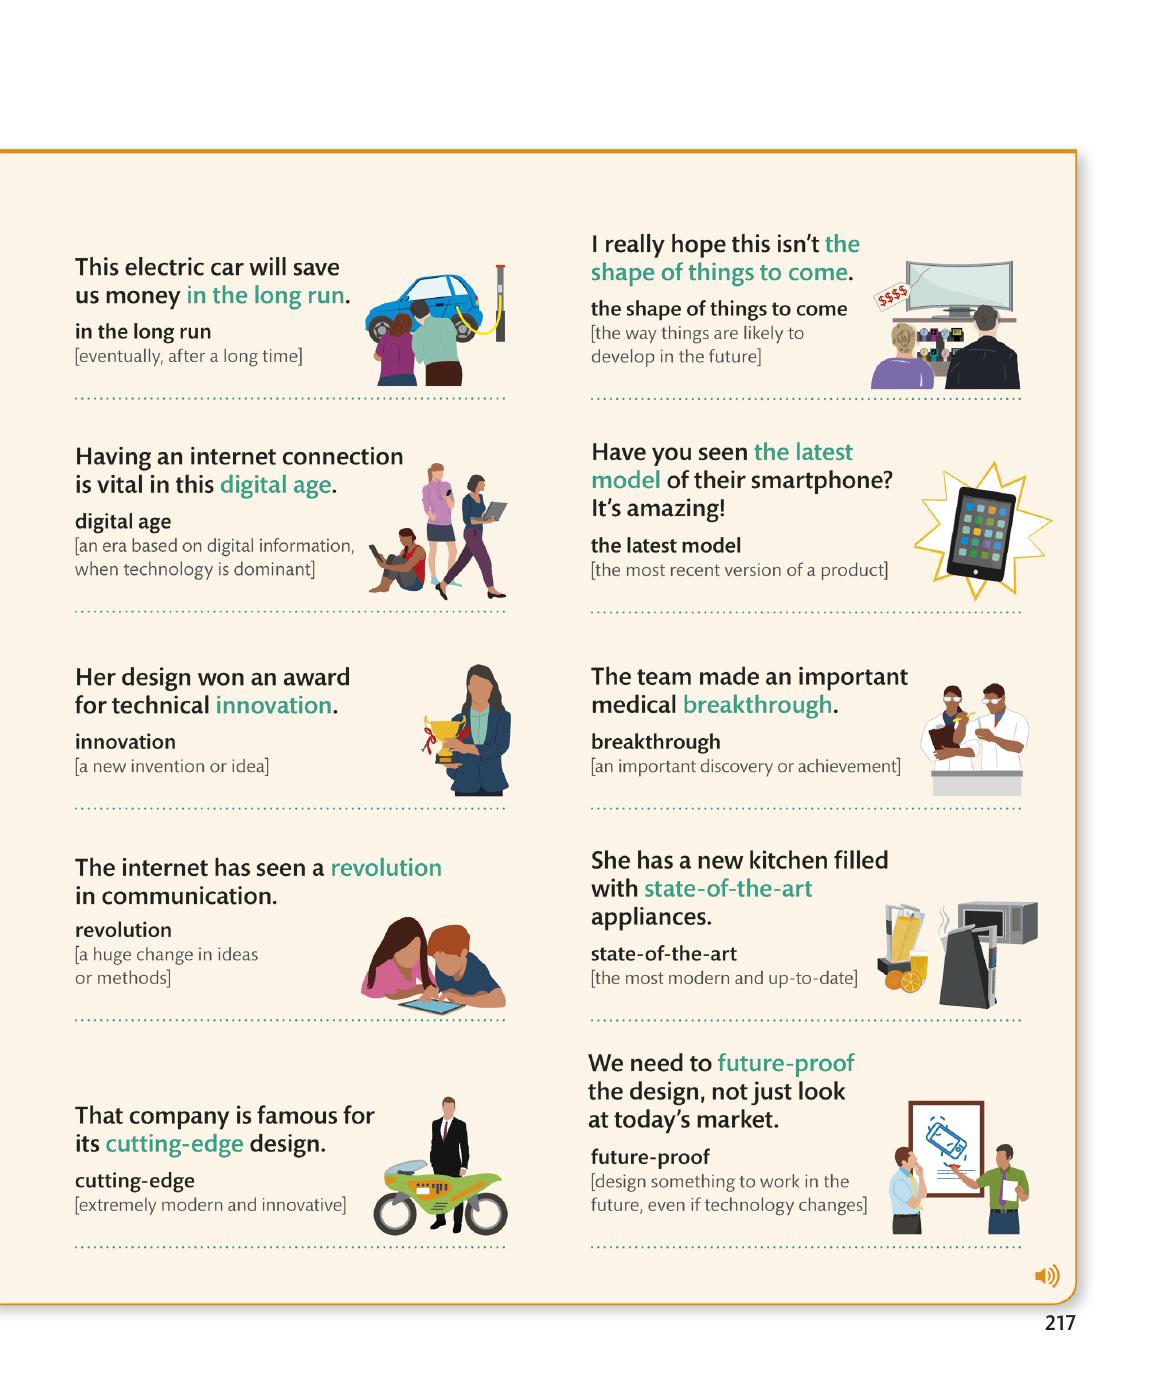 This electric car will save
us money in the long run.
in the long run
[eventually, after a long time]
Having an internet connection
is vital in this digital age.
digital age
[an era based on digital information,
when technology is dominant]
Her design won an award
for technical innovation.
innovation
[a new invention or idea]
The internet has seen a revolution
in communication.
revolution
[a huge change in ideas
or methods]
That company is famous for
its cutting-edge design.
cutting-edge
[extremely modern and innovative]
I really hope this isn’t the
shape of things to come.
the shape of things to come
[the way things are likely to
develop in the future]
$$$$
Have you seen the latest
model of their smartphone?
It’s amazing!
the latest model
[the most recent version of a product]
The team made an important
medical breakthrough.
breakthrough
[an important discovery or achievement]
She has a new kitchen filled
with state-of-the-art
appliances.
state-of-the-art
[the most modern and up-to-date]
We need to future-proof
the design, not just look
at today’s market.
future-proof
[design something to work in the
future, even if technology changes]
217